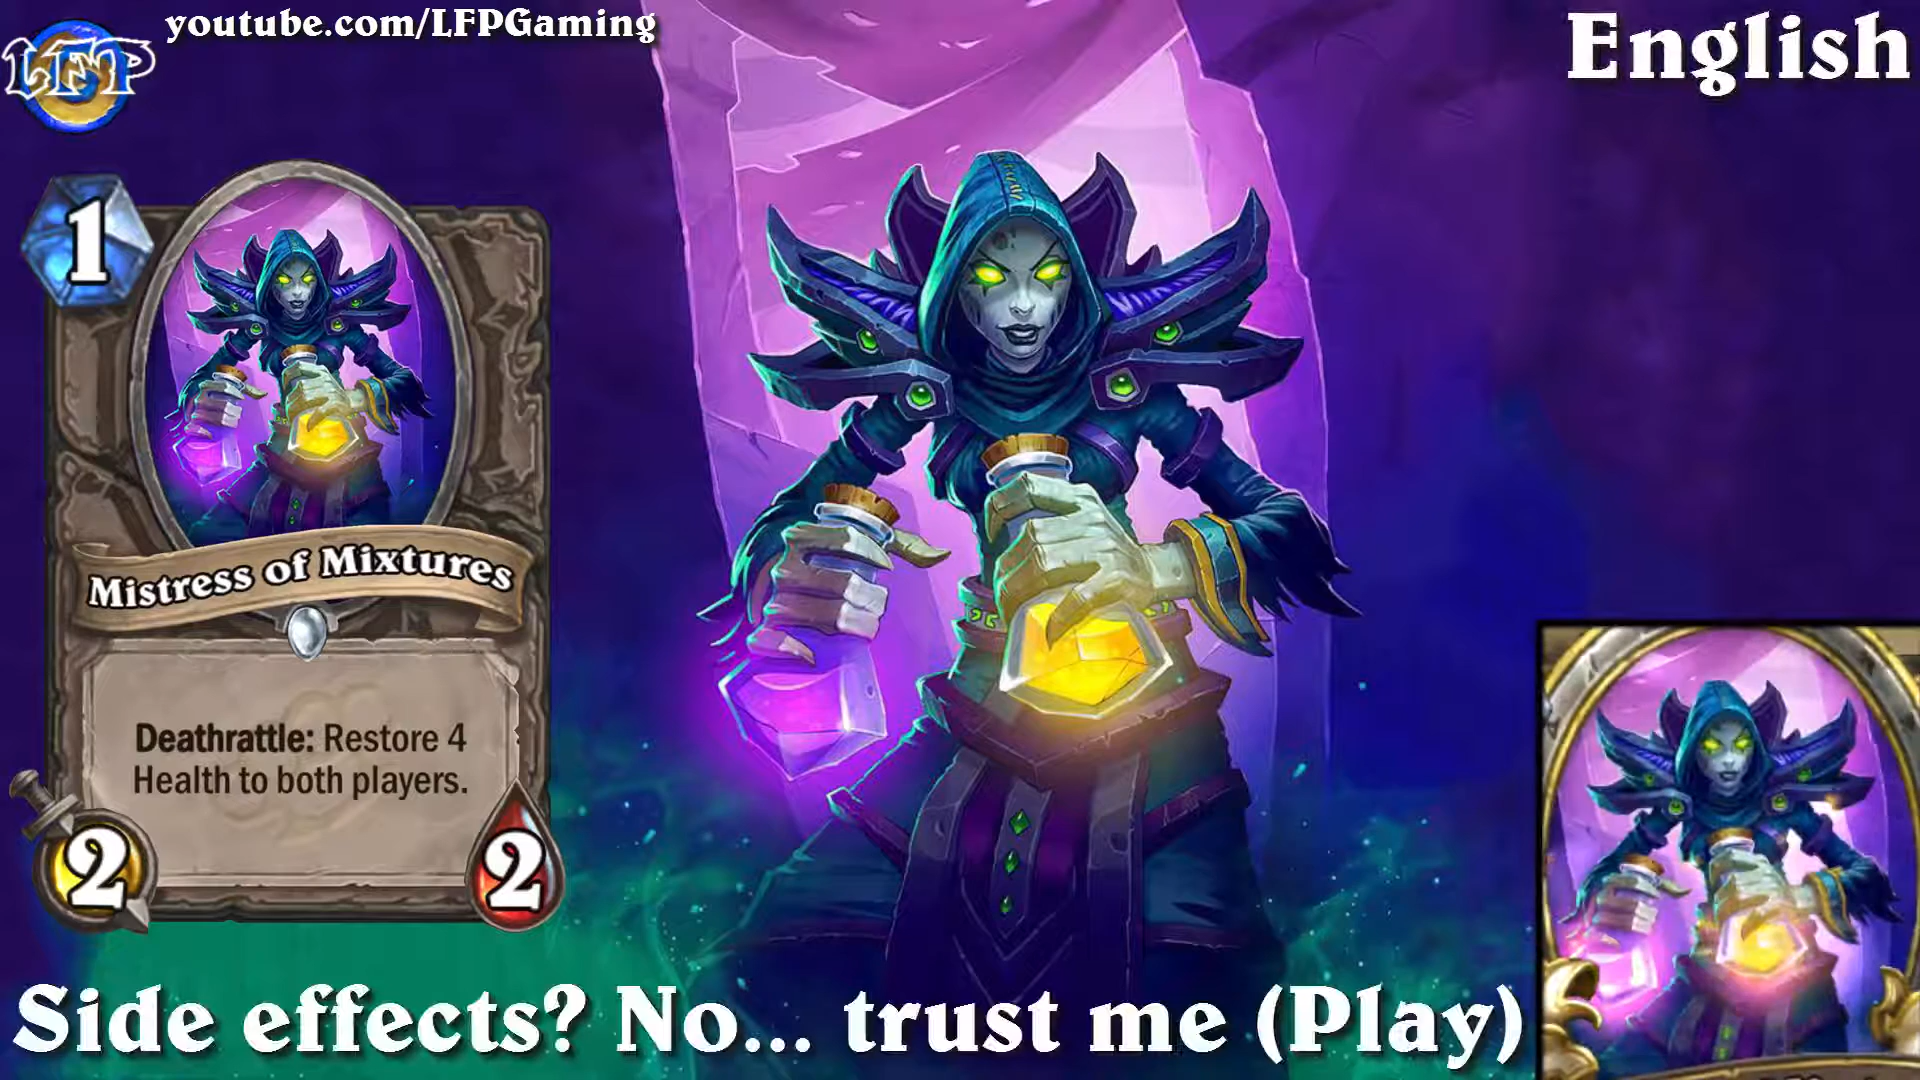 LFP
youtube.com/LFPGaming
English
1
Mistress of Mixtures
Deathrattle: Restore 4
Health to both players.
2
2
Side effects? No... trust me (Play)